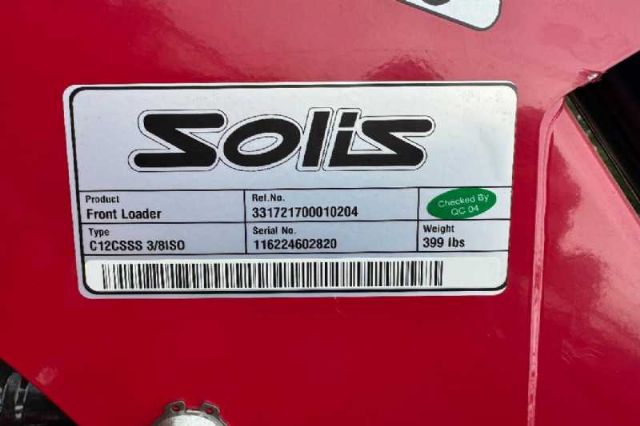 Solis
Product
Front Loader
Ref.No.
331721700010204
Checked By
QC 04
Type
C12CSSS 3/8ISO
Serial No.
116224602820
Weight
399 lbs